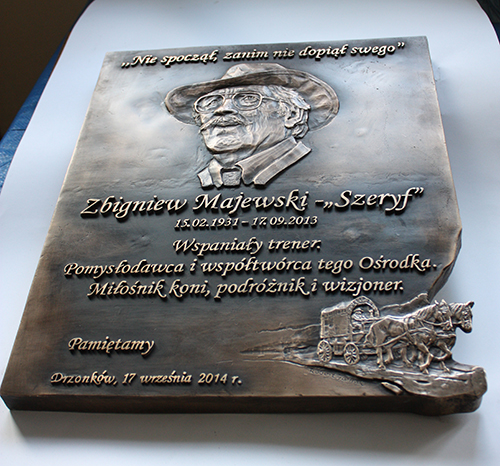 „Nie spoczął, zanim nie dopiął swego”
Zbigniew Majewski -„Szeryf”
15.02.1931 – 17.09.2013
Wspaniały trener.
Pomysłodawca i współtwórca tego Ośrodka.
Miłośnik koni, podróżnik i wizjoner.
Pamiętamy
Drzonków, 17 września 2014 r.